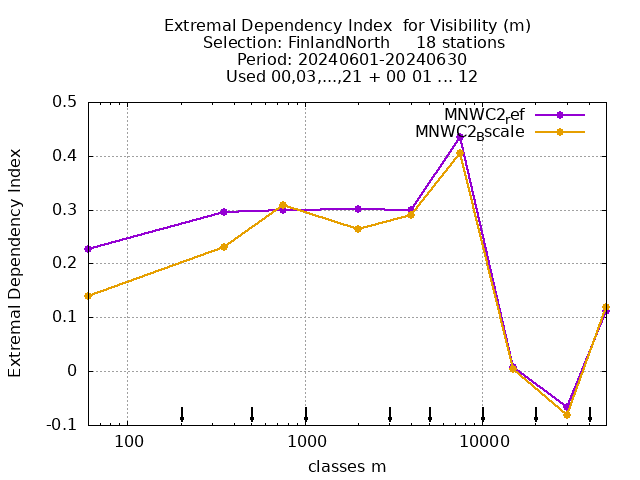 Extremal Dependency Index  for Visibility (m)
Selection: FinlandNorth     18 stations
Period: 20240601-20240630
Used 00,03,...,21 + 00 01 ... 12
MNWC2ref
MNWC2Bscale
Extremal Dependency Index
0.5
0.4
0.3
0.2
0.1
0
-0.1
100
1000
10000
classes m